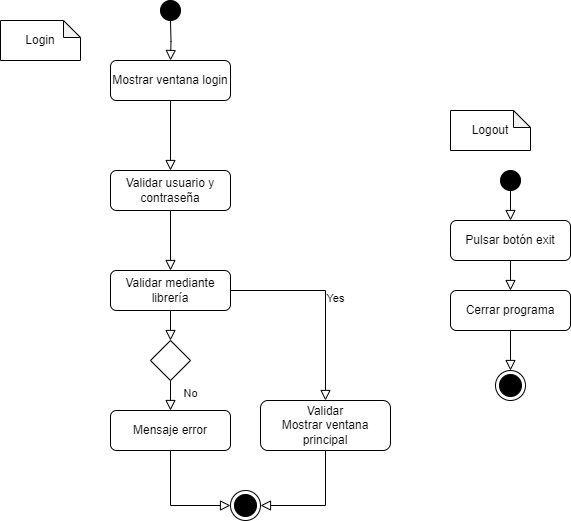 Login
Mostrar ventana login
Validar usuario y
contraseña
Validar mediante
librería
Yes
No
Mensaje error
Validar
Mostrar ventana
principal
Logout
Pulsar botón exit
Cerrar programa